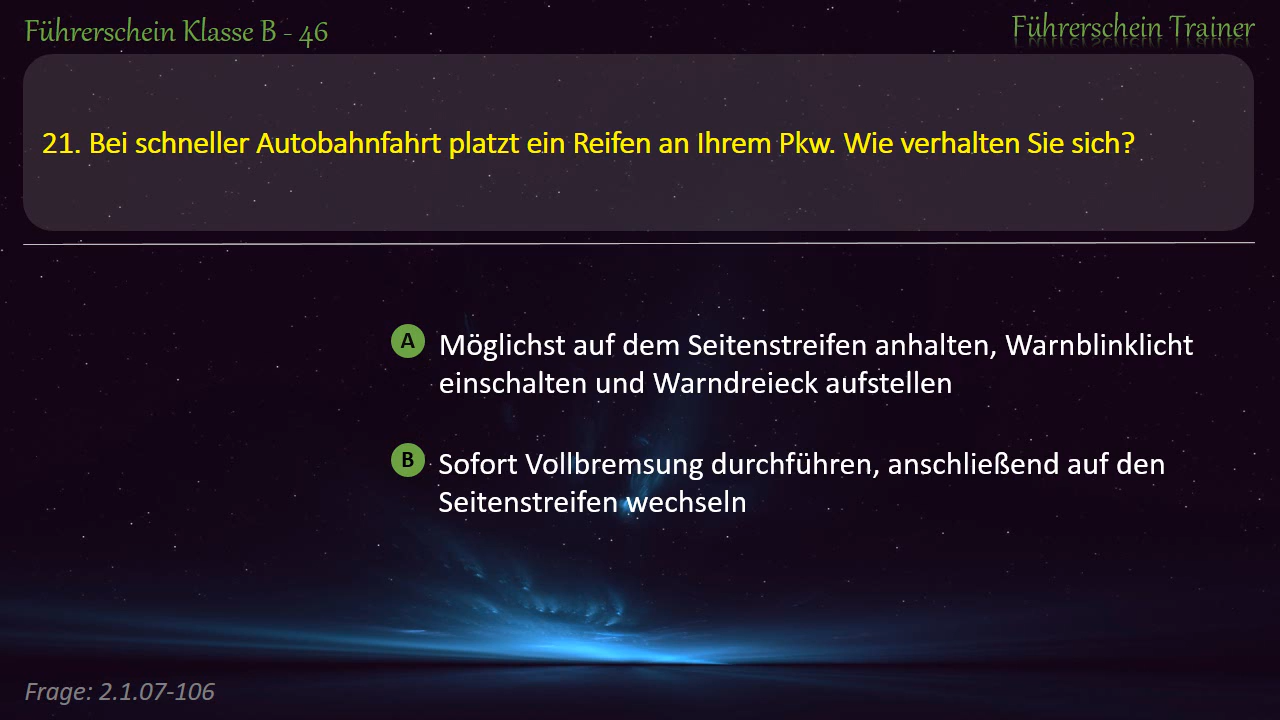 Führerschein Klasse B - 46
Führerschein Trainer
21. Bei schneller Autobahnfahrt platzt ein Reifen an Ihrem Pkw. Wie verhalten Sie sich?
A Möglichst auf dem Seitenstreifen anhalten, Warnblinklicht
einschalten und Warndreieck aufstellen
B Sofort Vollbremsung durchführen, anschließend auf den
Seitenstreifen wechseln
Frage: 2.1.07-106